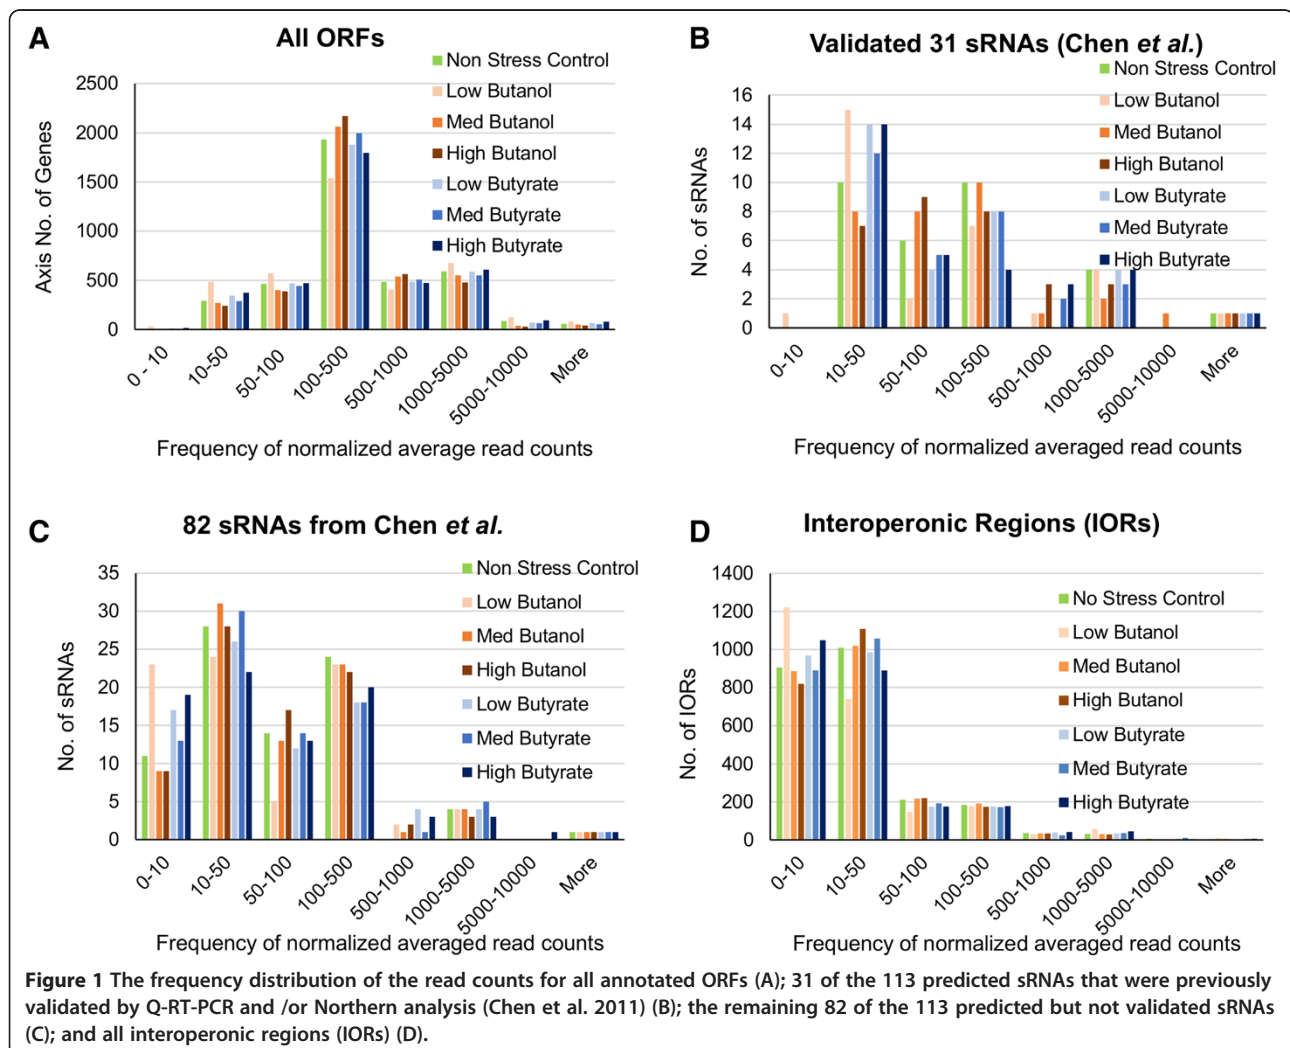 A
All ORFs
Axis No. of Genes
2500
2000
1500
1000
500
0
Non Stress Control
Low Butanol
Med Butanol
High Butanol
Low Butyrate
Med Butyrate
High Butyrate
0 - 10
10-50
50-100
100-500
500-1000
1000-5000
5000-10000
More
Frequency of normalized average read counts
B
Validated 31 sRNAs (Chen et al.)
No. of sRNAs
16
14
12
10
8
6
4
2
0
Non Stress Control
Low Butanol
Med Butanol
High Butanol
Low Butyrate
Med Butyrate
High Butyrate
0-10
10-50
50-100
100-500
500-1000
1000-5000
5000-10000
More
Frequency of normalized averaged read counts
C
82 sRNAs from Chen et al.
No. of sRNAs
35
30
25
20
15
10
5
0
Non Stress Control
Low Butanol
Med Butanol
High Butanol
Low Butyrate
Med Butyrate
High Butyrate
0-10
10-50
50-100
100-500
500-1000
1000-5000
5000-10000
More
Frequency of normalized averaged read counts
D
Interoperonic Regions (IORs)
No. of IORs
1400
1200
1000
800
600
400
200
0
No Stress Control
Low Butanol
Med Butanol
High Butanol
Low Butyrate
Med Butyrate
High Butyrate
0-10
10-50
50-100
100-500
500-1000
1000-5000
5000-10000
More
Frequency of normalized averaged read counts
Figure 1 The frequency distribution of the read counts for all annotated ORFs (A); 31 of the 113 predicted sRNAs that were previously
validated by Q-RT-PCR and /or Northern analysis (Chen et al. 2011) (B); the remaining 82 of the 113 predicted but not validated sRNAs
(C); and all interoperonic regions (IORs) (D).